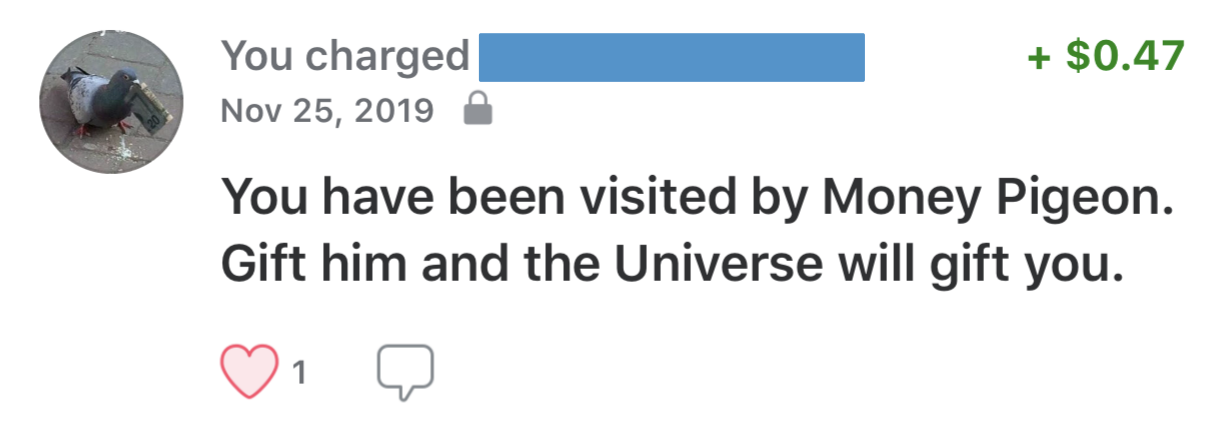 You charged
+ $0.47
Nov 25, 2019
You have been visited by Money Pigeon.
Gift him and the Universe will gift you.
1
20